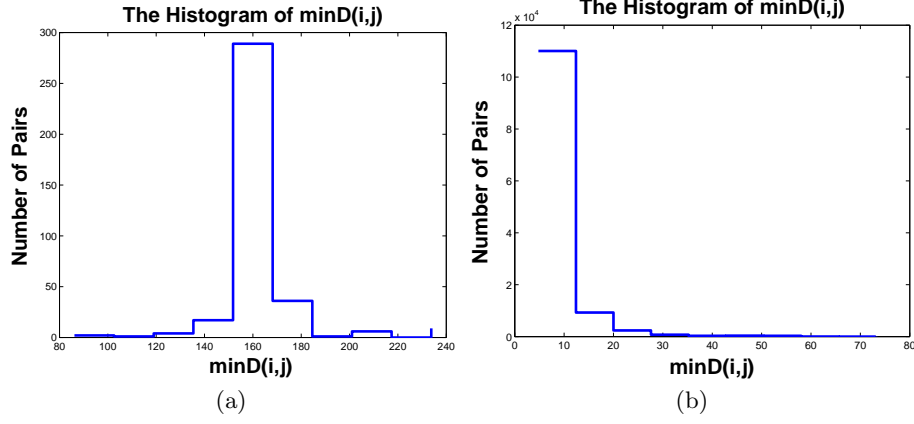 The Histogram of minD(i,j)
300
250
200
150
100
50
0
Number of Pairs
80 100 120 140 160 180 200 220 240
minD(i,j)
(a)
The Histogram of minD(i,j)
x 10⁴
12
10
8
6
4
2
0
Number of Pairs
0 10 20 30 40 50 60 70 80
minD(i,j)
(b)